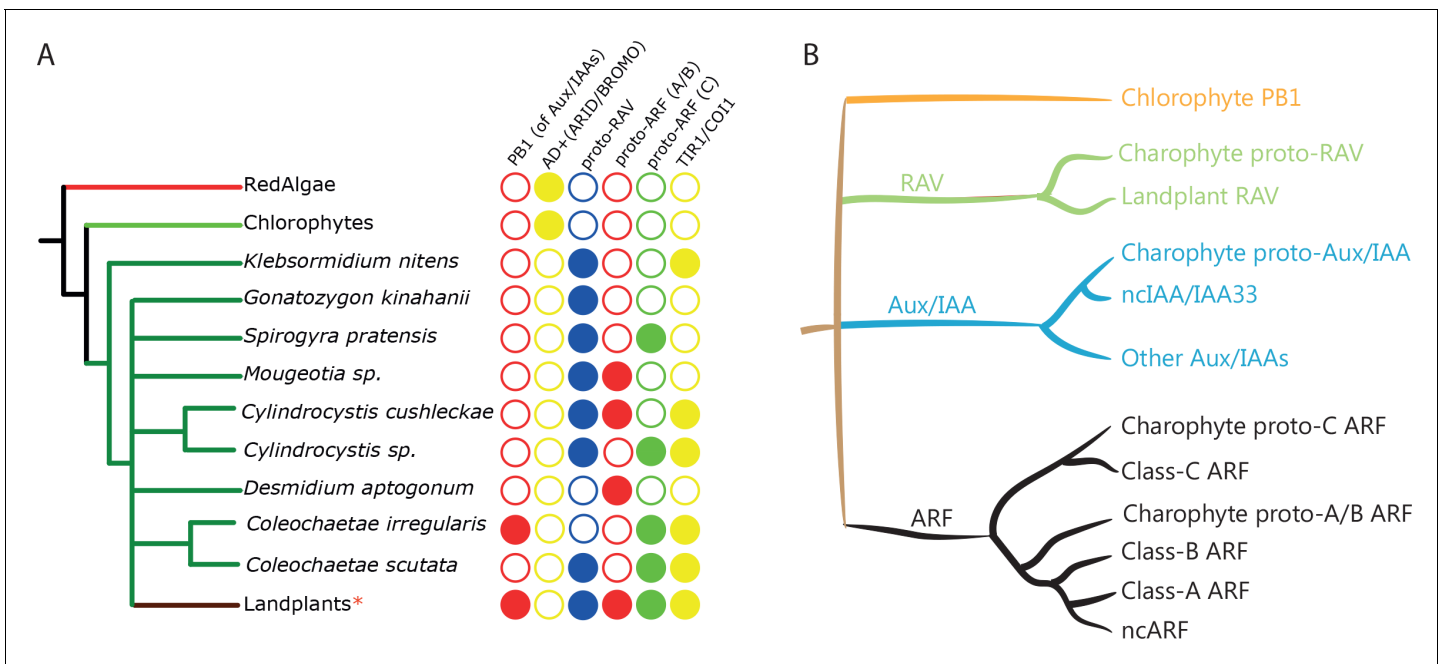 A
PB1 (of Aux/IAAs)
AD+(ARID/BROMO)
proto-RAV
proto-ARF (A/B)
proto-ARF (C)
TIR1/COI1
RedAlgae
Chlorophytes
Klebsormidium nitens
Gonatozygon kinahanii
Spirogyra pratensis
Mougeotia sp.
Cylindrocystis cushleckae
Cylindrocystis sp.
Desmidium aptogonum
Coleochaetae irregularis
Coleochaetae scutata
Landplants*
B
Chlorophyte PB1
Charophyte proto-RAV
RAV
Landplant RAV
Charophyte proto-Aux/IAA
ncIAA/IAA33
Aux/IAA
Other Aux/IAAs
Charophyte proto-C ARF
Class-C ARF
ARF
Charophyte proto-A/B ARF
Class-B ARF
Class-A ARF
ncARF